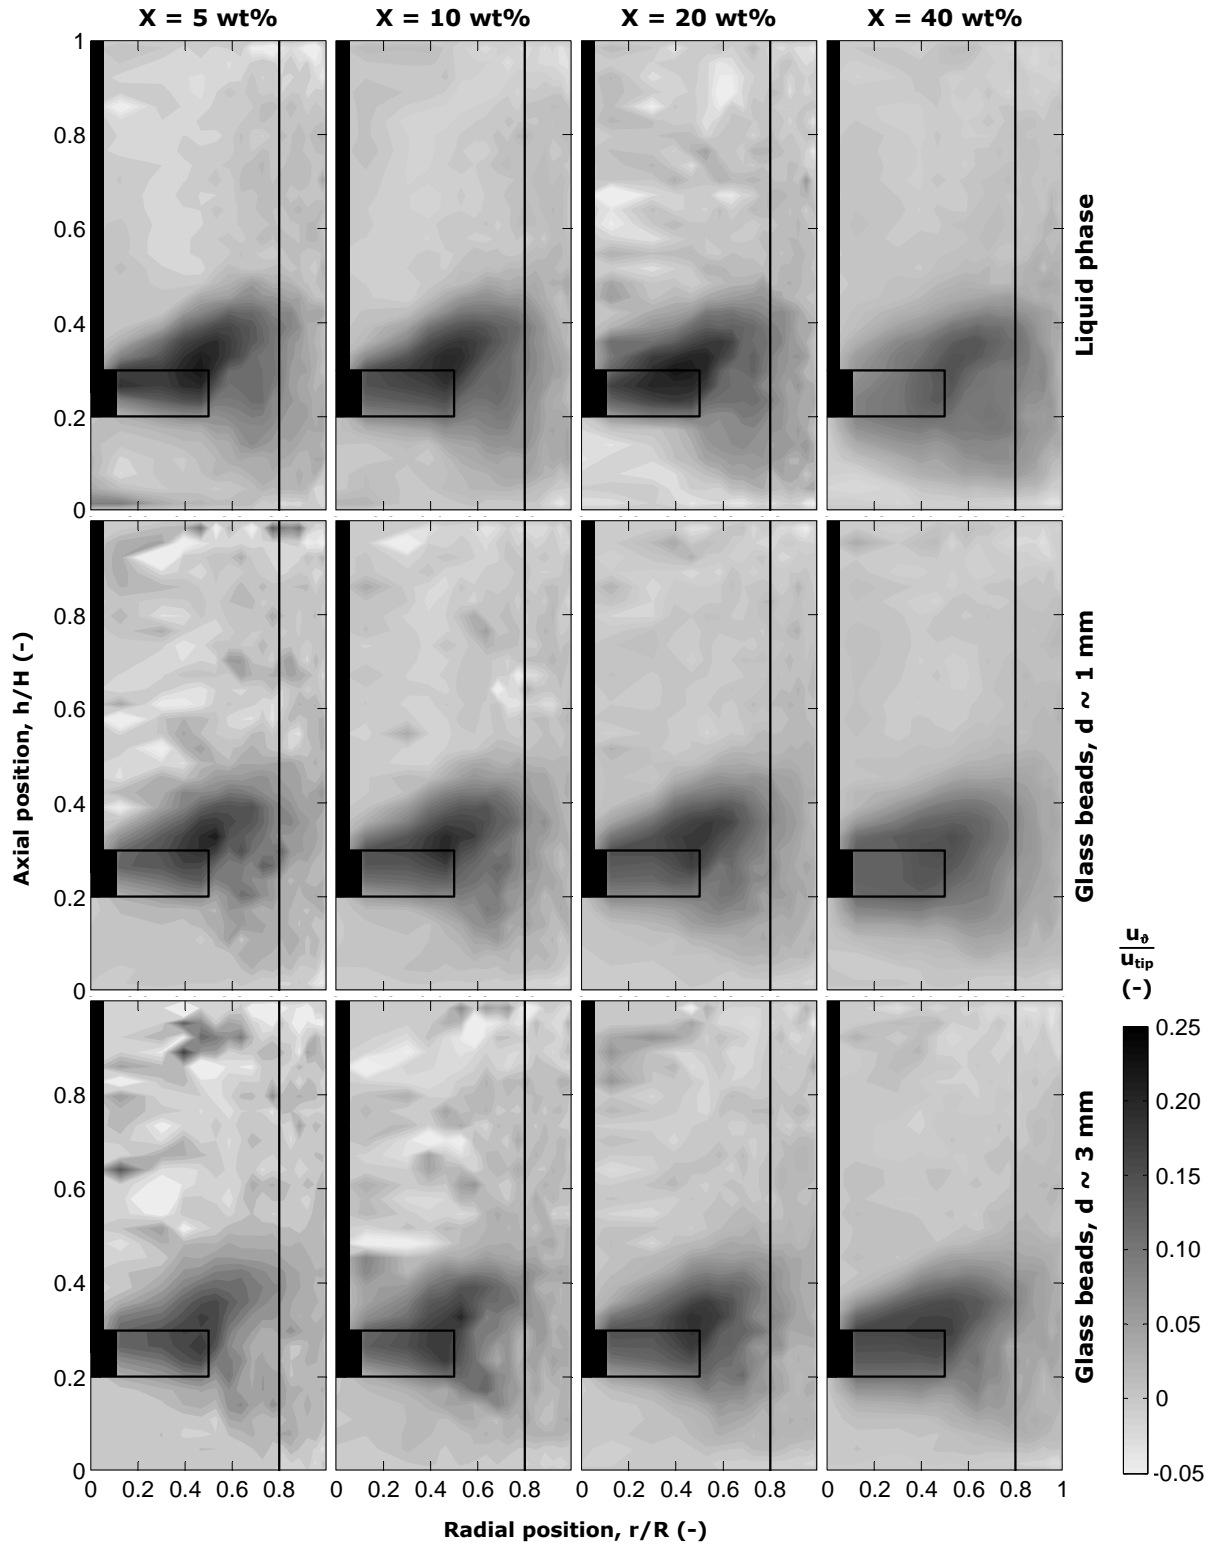 X = 5 wt% X = 10 wt% X = 20 wt% X = 40 wt%
1
0.8
0.6
0.4
0.2
0
Liquid phase
0.8
0.6
0.4
0.2
0
Axial position, h/H (-)
Glass beads, d ~ 1 mm
0.8
0.6
0.4
0.2
0
Glass beads, d ~ 3 mm
0 0.2 0.4 0.6 0.8 0 0.2 0.4 0.6 0.8 0 0.2 0.4 0.6 0.8 0 0.2 0.4 0.6 0.8 1
Radial position, r/R (-)
uϑ
utip
(-)
0.25
0.20
0.15
0.10
0.05
0
-0.05